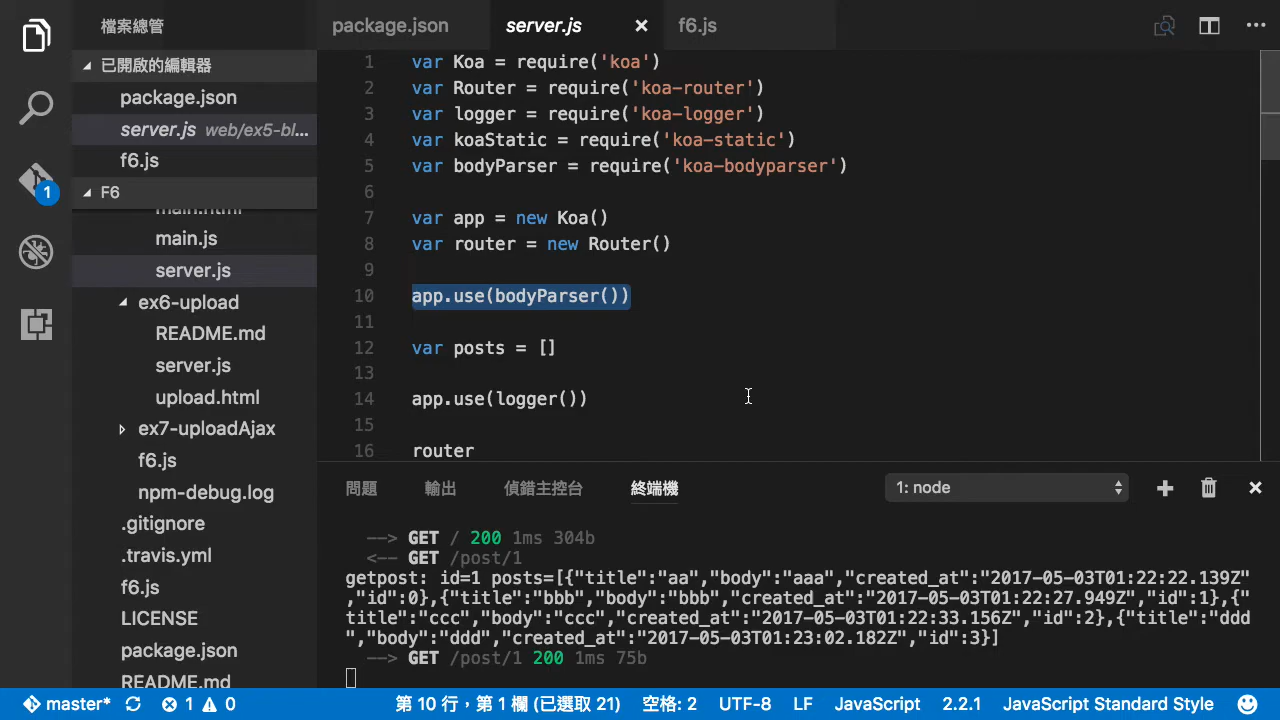 檔案總管
已開啟的編輯器
package.json
server.js web/ex5-bl...
f6.js
F6
main.html
main.js
server.js
ex6-upload
README.md
server.js
upload.html
ex7-uploadAjax
f6.js
npm-debug.log
.gitignore
.travis.yml
f6.js
LICENSE
package.json
README.md
1
package.json server.js f6.js
1 var Koa = require('koa')
2 var Router = require('koa-router')
3 var logger = require('koa-logger')
4 var koaStatic = require('koa-static')
5 var bodyParser = require('koa-bodyparser')
6
7 var app = new Koa()
8 var router = new Router()
9
10 app.use(bodyParser())
11
12 var posts = []
13
14 app.use(logger())
15
16 router
問題 輸出 偵錯主控台 終端機 1: node
--> GET / 200 1ms 304b
<-- GET /post/1
getpost: id=1 posts=[{"title":"aa","body":"aaa","created_at":"2017-05-03T01:22:22.139Z"
,"id":0},{"title":"bbb","body":"bbb","created_at":"2017-05-03T01:22:27.949Z","id":1},{"
title":"ccc","body":"ccc","created_at":"2017-05-03T01:22:33.156Z","id":2},{"title":"ddd
","body":"ddd","created_at":"2017-05-03T01:23:02.182Z","id":3}]
--> GET /post/1 200 1ms 75b
master* 1 0 第 10 行，第 1 欄 (已選取 21) 空格: 2 UTF-8 LF JavaScript 2.2.1 JavaScript Standard Style